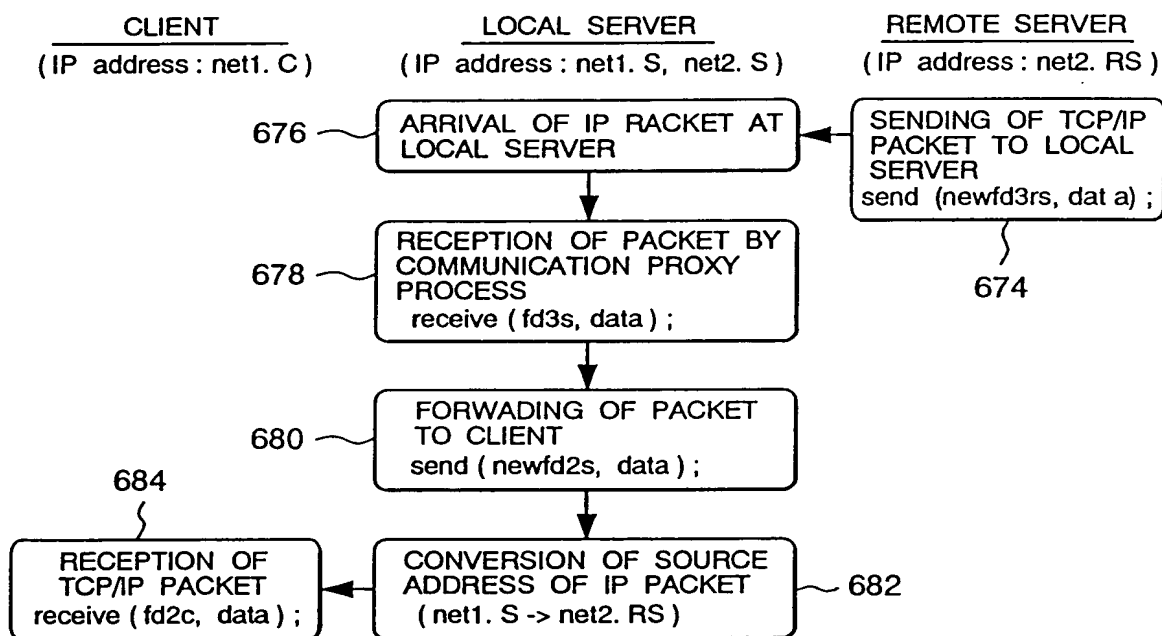 CLIENT
(IP address : net1. C)
LOCAL SERVER
(IP address : net1. S, net2. S)
REMOTE SERVER
(IP address : net2. RS)
676
ARRIVAL OF IP RACKET AT
LOCAL SERVER
SENDING OF TCP/IP
PACKET TO LOCAL
SERVER
send (newfd3rs, dat a) ;
674
678
RECEPTION OF PACKET BY
COMMUNICATION PROXY
PROCESS
receive (fd3s, data) ;
680
FORWADING OF PACKET
TO CLIENT
send (newfd2s, data) ;
684
RECEPTION OF
TCP/IP PACKET
receive (fd2c, data) ;
CONVERSION OF SOURCE
ADDRESS OF IP PACKET
(net1. S -> net2. RS)
682